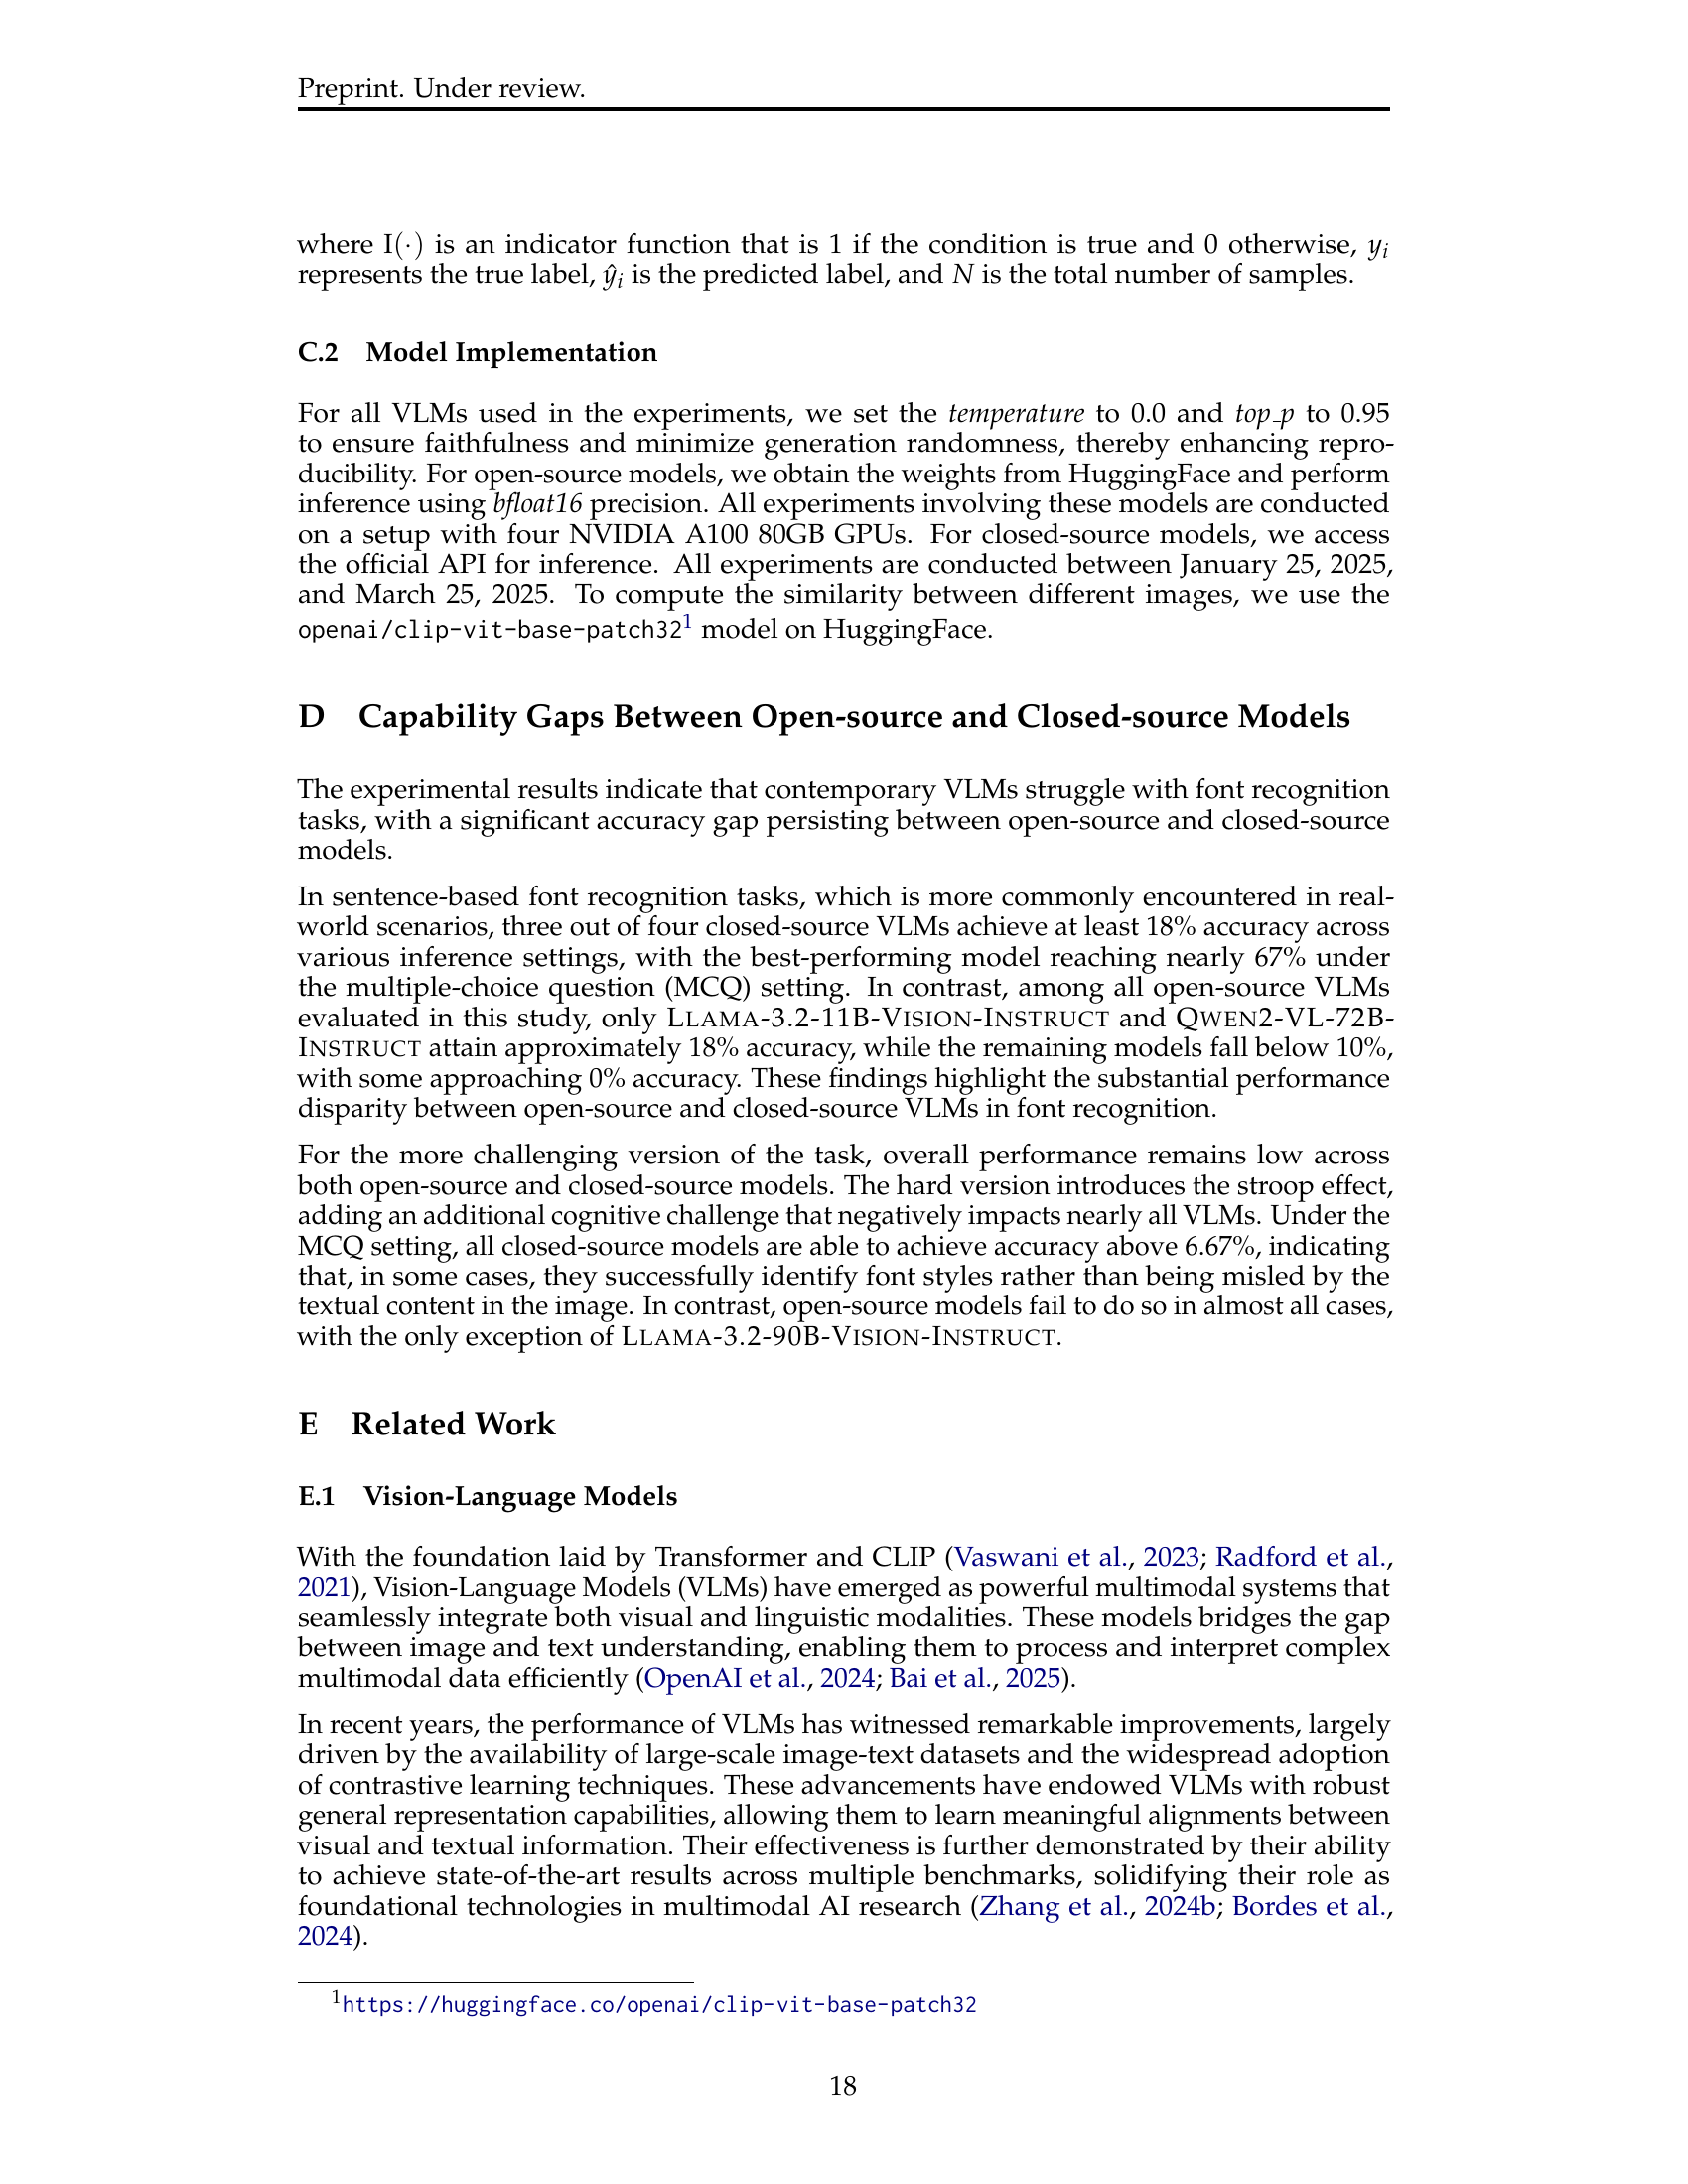 Preprint. Under review.
where I(·) is an indicator function that is 1 if the condition is true and 0 otherwise, yᵢ
represents the true label, ŷᵢ is the predicted label, and N is the total number of samples.
C.2 Model Implementation
For all VLMs used in the experiments, we set the temperature to 0.0 and top_p to 0.95
to ensure faithfulness and minimize generation randomness, thereby enhancing repro-
ducibility. For open-source models, we obtain the weights from HuggingFace and perform
inference using bfloat16 precision. All experiments involving these models are conducted
on a setup with four NVIDIA A100 80GB GPUs. For closed-source models, we access
the official API for inference. All experiments are conducted between January 25, 2025,
and March 25, 2025. To compute the similarity between different images, we use the
openai/clip-vit-base-patch32¹ model on HuggingFace.
D Capability Gaps Between Open-source and Closed-source Models
The experimental results indicate that contemporary VLMs struggle with font recognition
tasks, with a significant accuracy gap persisting between open-source and closed-source
models.
In sentence-based font recognition tasks, which is more commonly encountered in real-
world scenarios, three out of four closed-source VLMs achieve at least 18% accuracy across
various inference settings, with the best-performing model reaching nearly 67% under
the multiple-choice question (MCQ) setting. In contrast, among all open-source VLMs
evaluated in this study, only LLAMA-3.2-11B-VISION-INSTRUCT and QWEN2-VL-72B-
INSTRUCT attain approximately 18% accuracy, while the remaining models fall below 10%,
with some approaching 0% accuracy. These findings highlight the substantial performance
disparity between open-source and closed-source VLMs in font recognition.
For the more challenging version of the task, overall performance remains low across
both open-source and closed-source models. The hard version introduces the stroop effect,
adding an additional cognitive challenge that negatively impacts nearly all VLMs. Under the
MCQ setting, all closed-source models are able to achieve accuracy above 6.67%, indicating
that, in some cases, they successfully identify font styles rather than being misled by the
textual content in the image. In contrast, open-source models fail to do so in almost all cases,
with the only exception of LLAMA-3.2-90B-VISION-INSTRUCT.
E Related Work
E.1 Vision-Language Models
With the foundation laid by Transformer and CLIP (Vaswani et al., 2023; Radford et al.,
2021), Vision-Language Models (VLMs) have emerged as powerful multimodal systems that
seamlessly integrate both visual and linguistic modalities. These models bridges the gap
between image and text understanding, enabling them to process and interpret complex
multimodal data efficiently (OpenAI et al., 2024; Bai et al., 2025).
In recent years, the performance of VLMs has witnessed remarkable improvements, largely
driven by the availability of large-scale image-text datasets and the widespread adoption
of contrastive learning techniques. These advancements have endowed VLMs with robust
general representation capabilities, allowing them to learn meaningful alignments between
visual and textual information. Their effectiveness is further demonstrated by their ability
to achieve state-of-the-art results across multiple benchmarks, solidifying their role as
foundational technologies in multimodal AI research (Zhang et al., 2024b; Bordes et al.,
2024).
¹https://huggingface.co/openai/clip-vit-base-patch32
18